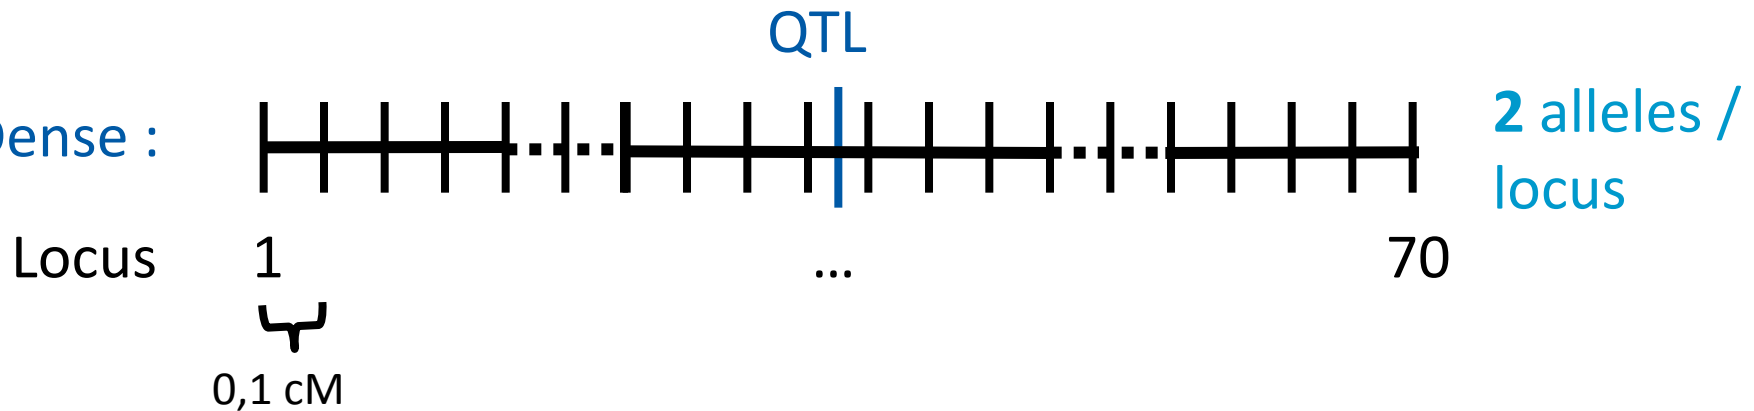 QTL
ense :
2 alleles /
locus
Locus 1 ... 70
0,1 cM